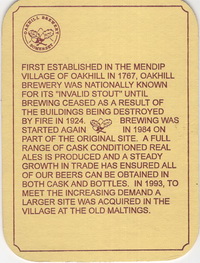 OAKHILL BREWERY
SOMERSET
FIRST ESTABLISHED IN THE MENDIP
VILLAGE OF OAKHILL IN 1767, OAKHILL
BREWERY WAS NATIONALLY KNOWN
FOR ITS "INVALID STOUT" UNTIL
BREWING CEASED AS A RESULT OF
THE BUILDINGS BEING DESTROYED
BY FIRE IN 1924. BREWING WAS
STARTED AGAIN IN 1984 ON
PART OF THE ORIGINAL SITE. A FULL
RANGE OF CASK CONDITIONED REAL
ALES IS PRODUCED AND A STEADY
GROWTH IN TRADE HAS ENSURED ALL
OF OUR BEERS CAN BE OBTAINED IN
BOTH CASK AND BOTTLES. IN 1993, TO
MEET THE INCREASING DEMAND A
LARGER SITE WAS ACQUIRED IN THE
VILLAGE AT THE OLD MALTINGS.